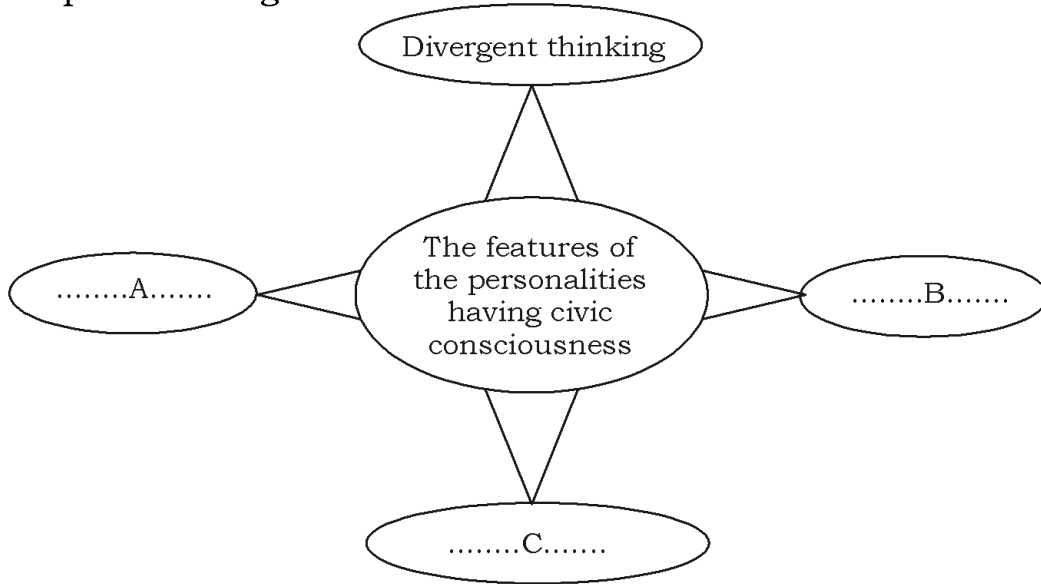 Divergent thinking
The features of
the personalities
having civic
consciousness
........A.......
........B.......
........C.......